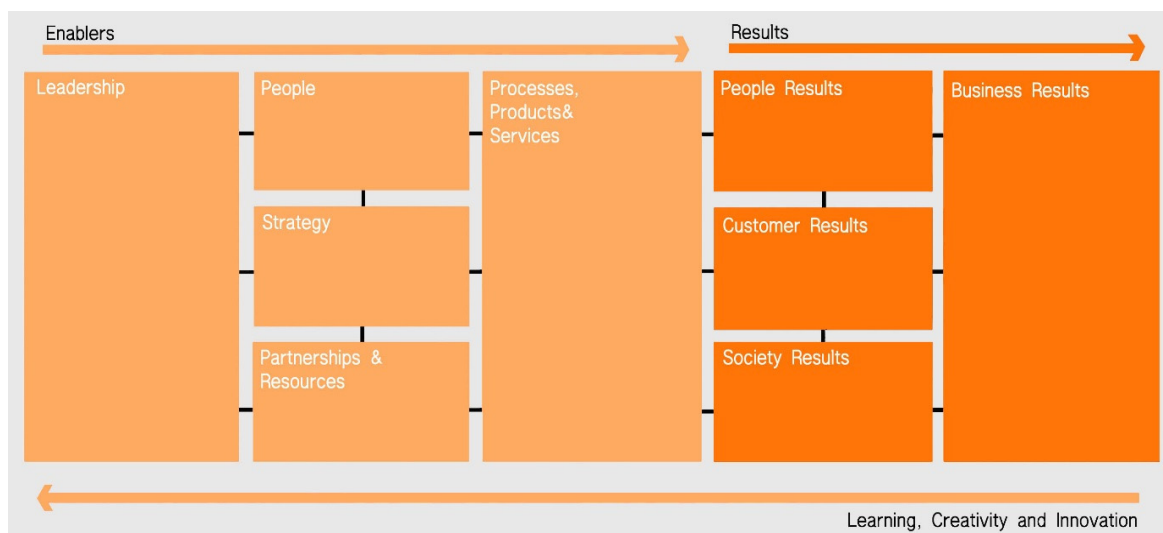 Enablers
Results
Leadership
People
Processes,
Products&
Services
People Results
Business Results
Strategy
Customer Results
Partnerships &
Resources
Society Results
Learning, Creativity and Innovation